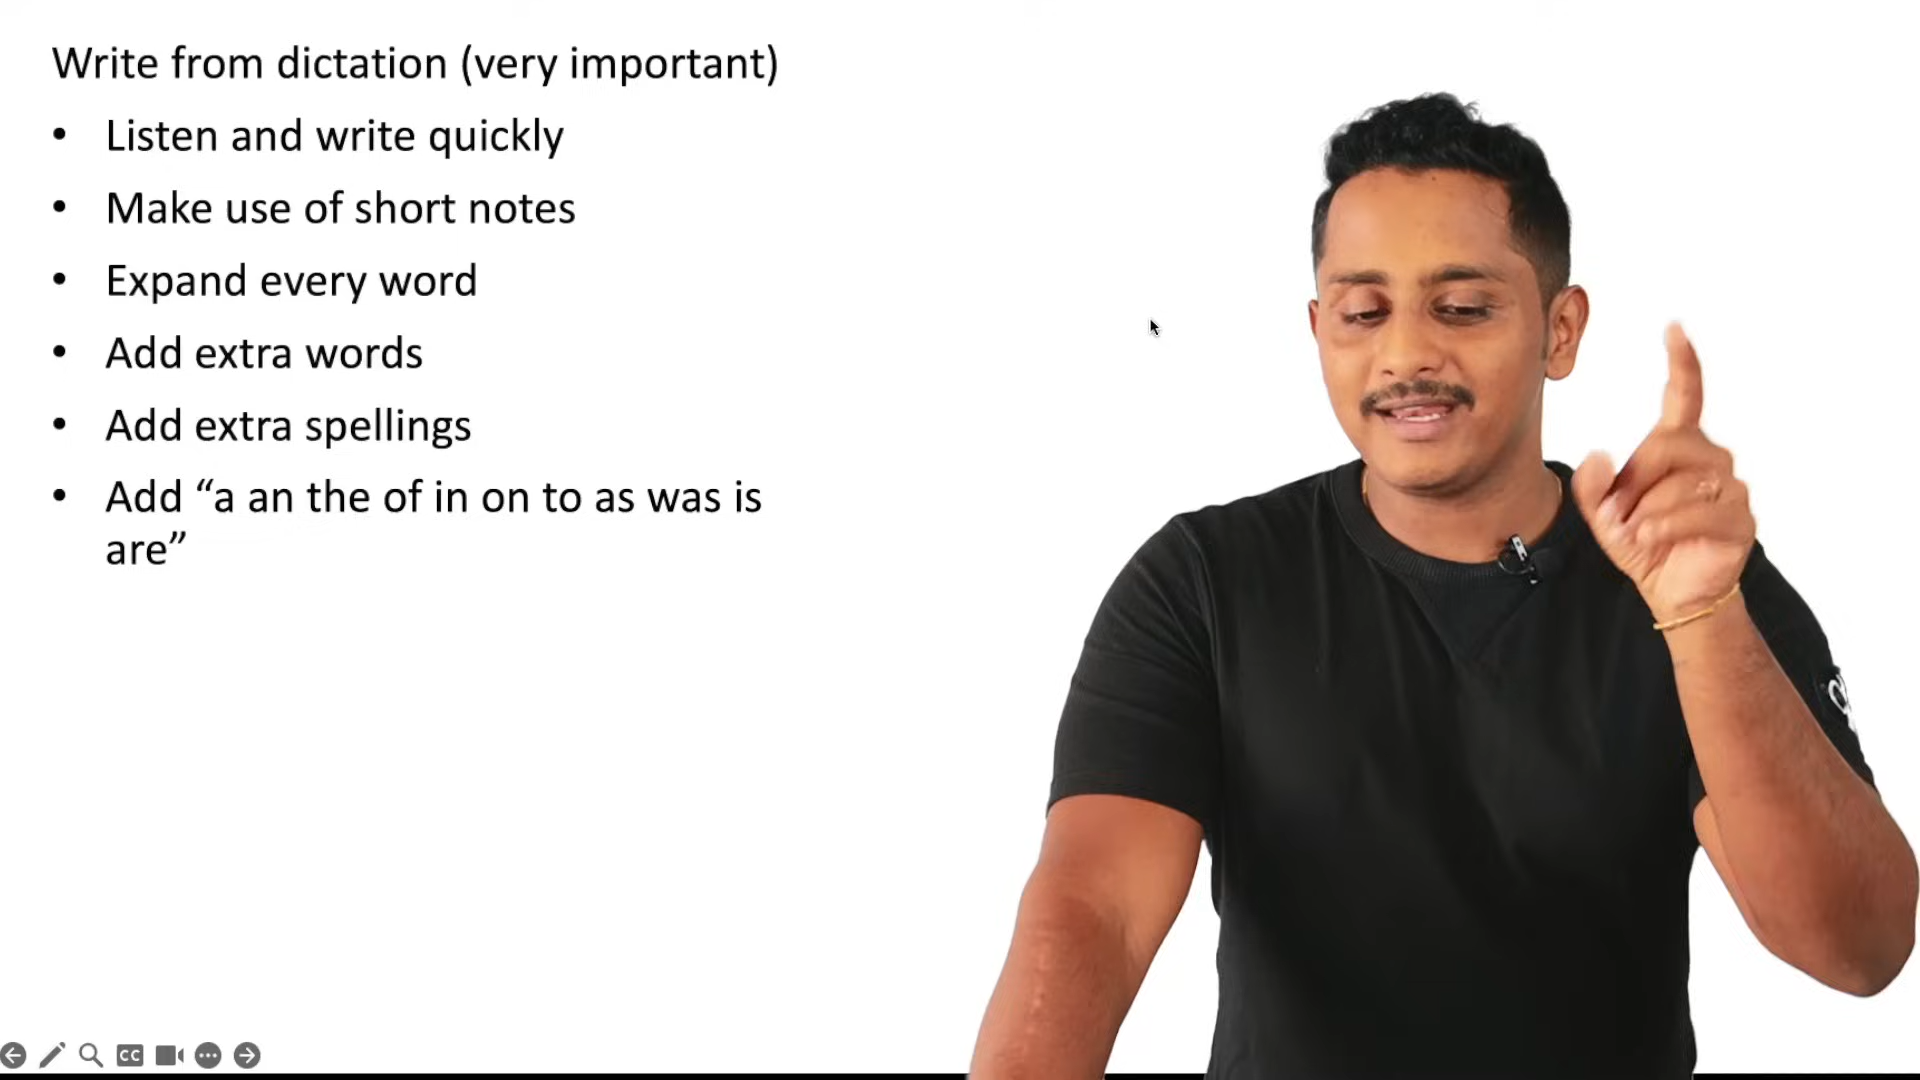 Write from dictation (very important)
• Listen and write quickly
• Make use of short notes
• Expand every word
• Add extra words
• Add extra spellings
• Add “a an the of in on to as was is
are”
CC